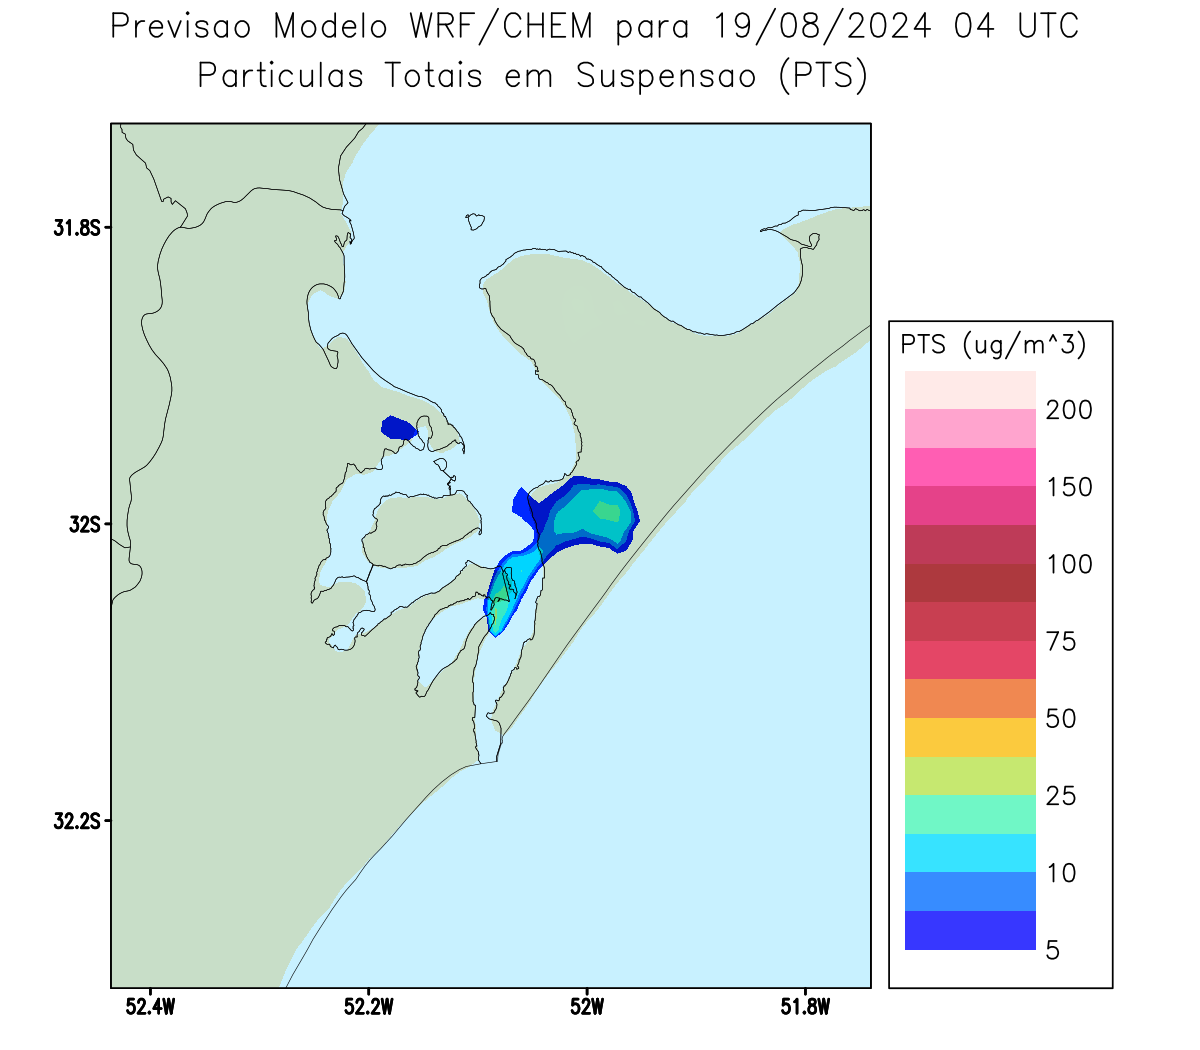 Previsao Modelo WRF/CHEM para 19/08/2024 04 UTC
Particulas Totais em Suspensao (PTS)
31.8S
32S
32.2S
52.4W
52.2W
52W
51.8W
PTS (ug/m^3)
200
150
100
75
50
25
10
5